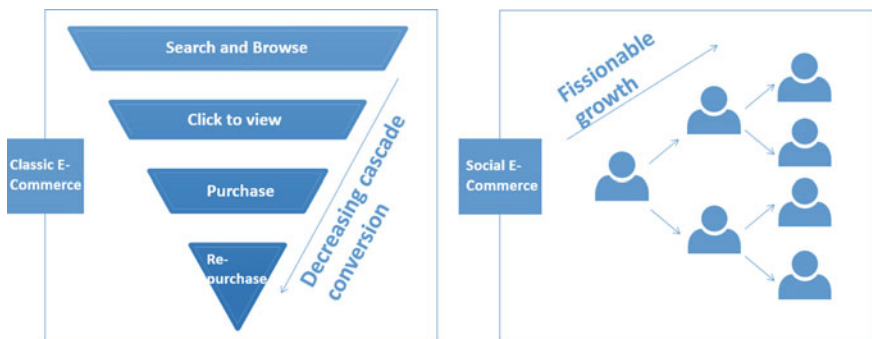 Search and Browse
Click to view
Purchase
Re-
purchase
Classic E-
Commerce
Decreasing cascade
conversion
Social E-
Commerce
Fissionable
growth